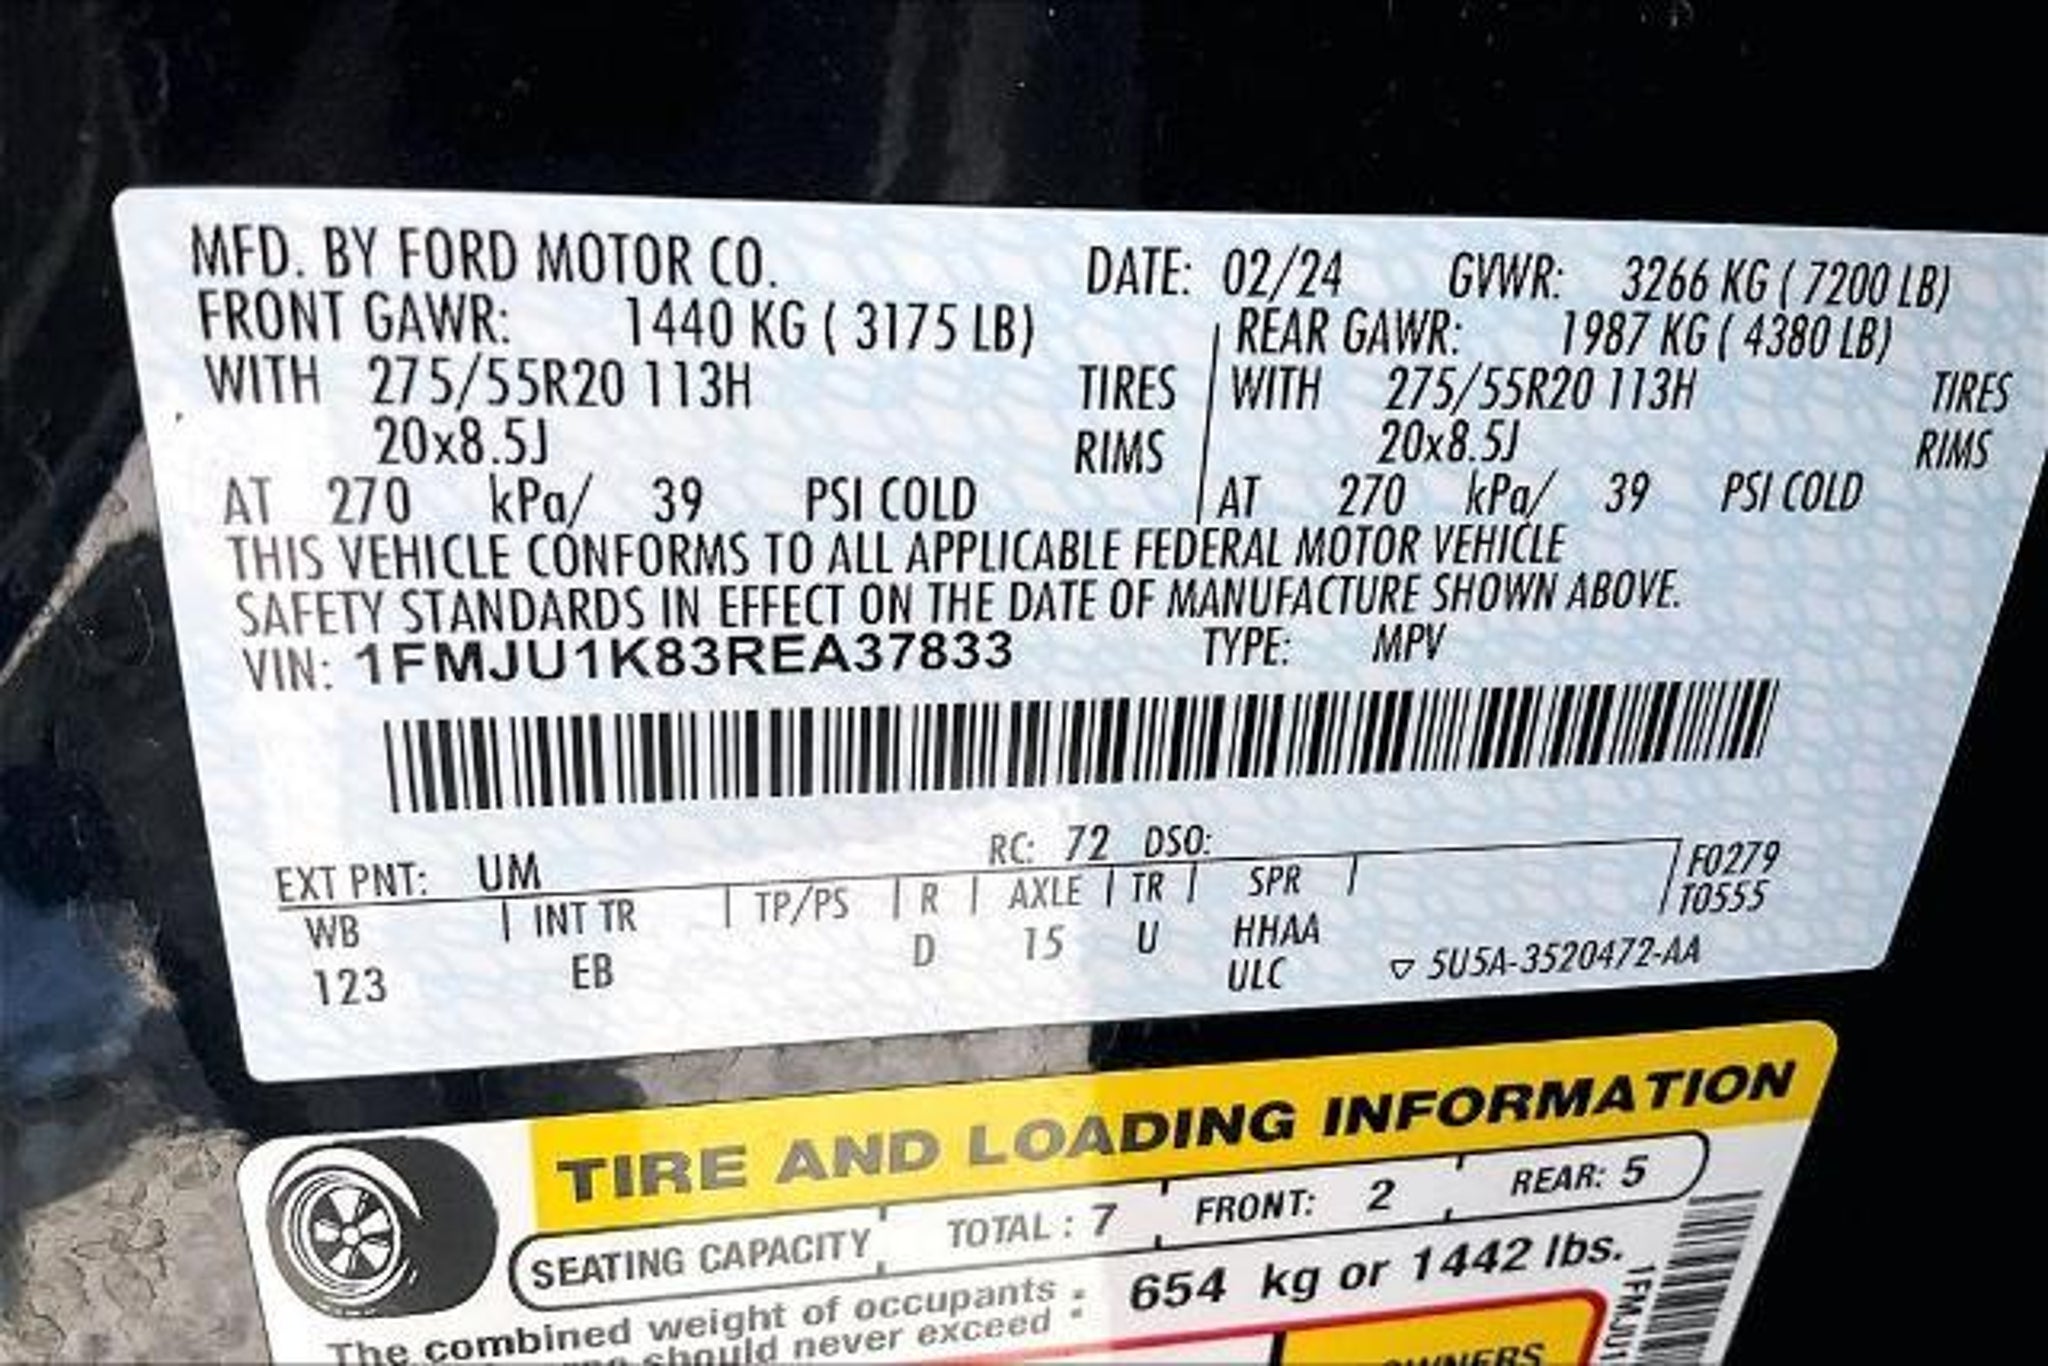 MFD. BY FORD MOTOR CO. DATE: 02/24 GVWR: 3266 KG ( 7200 LB)
FRONT GAWR: 1440 KG ( 3175 LB) REAR GAWR: 1987 KG ( 4380 LB)
WITH 275/55R20 113H TIRES WITH 275/55R20 113H TIRES
20x8.5J RIMS 20x8.5J RIMS
AT 270 kPa/ 39 PSI COLD AT 270 kPa/ 39 PSI COLD
THIS VEHICLE CONFORMS TO ALL APPLICABLE FEDERAL MOTOR VEHICLE
SAFETY STANDARDS IN EFFECT ON THE DATE OF MANUFACTURE SHOWN ABOVE.
VIN: 1FMJU1K83REA37833 TYPE: MPV
EXT PNT: UM RC: 72 DSO:
WB INT TR TP/PS R AXLE TR SPR F0279
T0555
123 EB D 15 U HHAA
ULC ▽ 5U5A-3520472-AA
TIRE AND LOADING INFORMATION
SEATING CAPACITY TOTAL : 7 FRONT: 2 REAR: 5
The combined weight of occupants : 654 kg or 1442 lbs.
should never exceed
OWNERS
1FMJU1